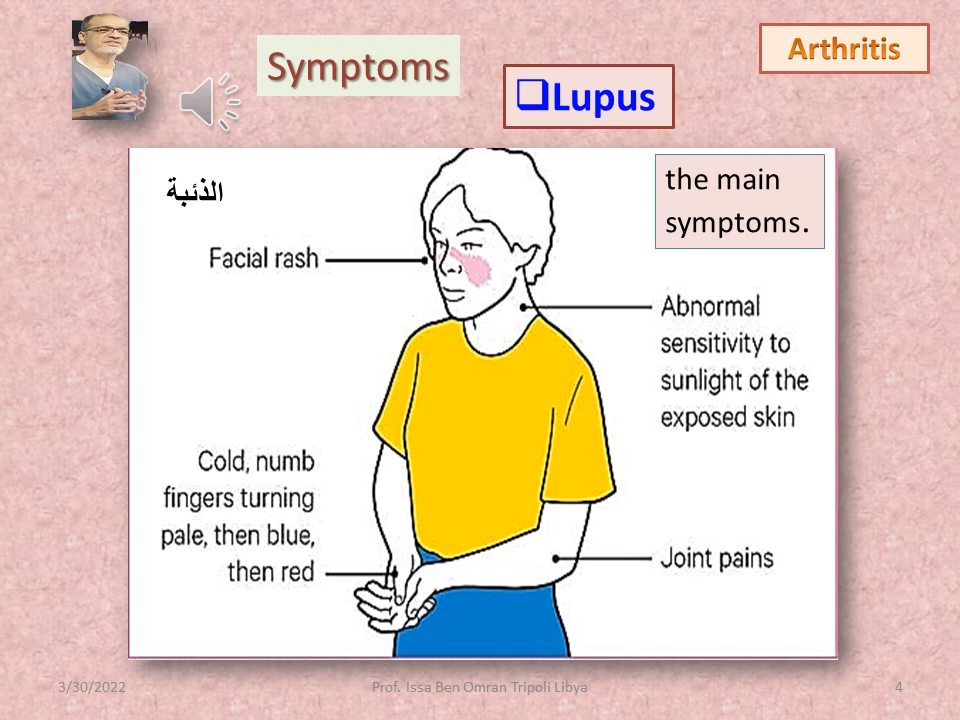 Symptoms
Arthritis
❑Lupus
الذئبة
the main
symptoms.
Facial rash
Abnormal
sensitivity to
sunlight of the
exposed skin
Cold, numb
fingers turning
pale, then blue,
then red
Joint pains
3/30/2022
Prof. Issa Ben Omran Tripoli Libya
4